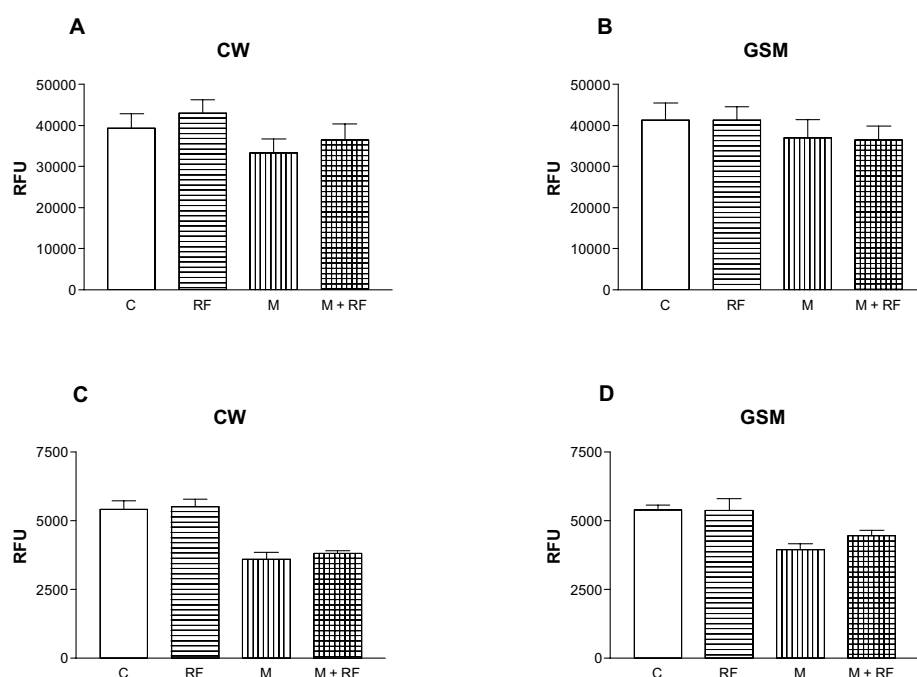 A
CW
50000
40000
30000
20000
10000
0
RFU
C RF M M + RF
B
GSM
50000
40000
30000
20000
10000
0
RFU
C RF M M + RF
C
CW
7500
5000
2500
0
RFU
C RF M M + RF
D
GSM
7500
5000
2500
0
RFU
C RF M M + RF